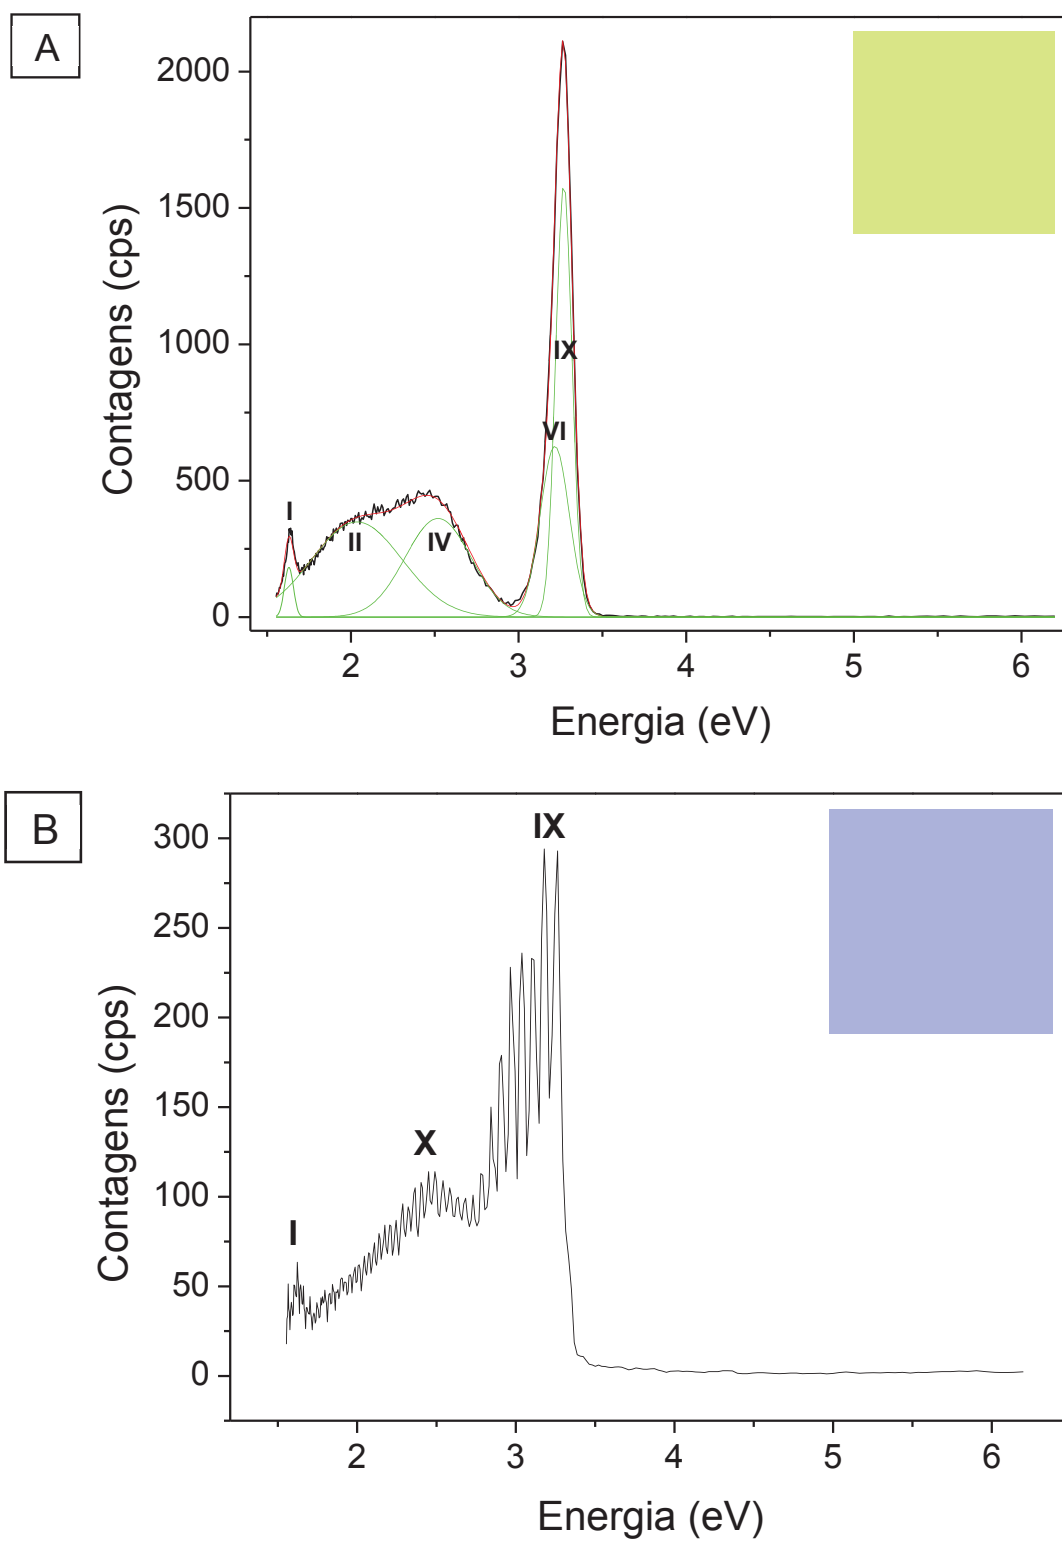 A
2000
1500
1000
500
0
Contagens (cps)
I
II
IV
VI
IX
2 3 4 5 6
Energia (eV)
B
300
250
200
150
100
50
0
Contagens (cps)
I
X
IX
2 3 4 5 6
Energia (eV)